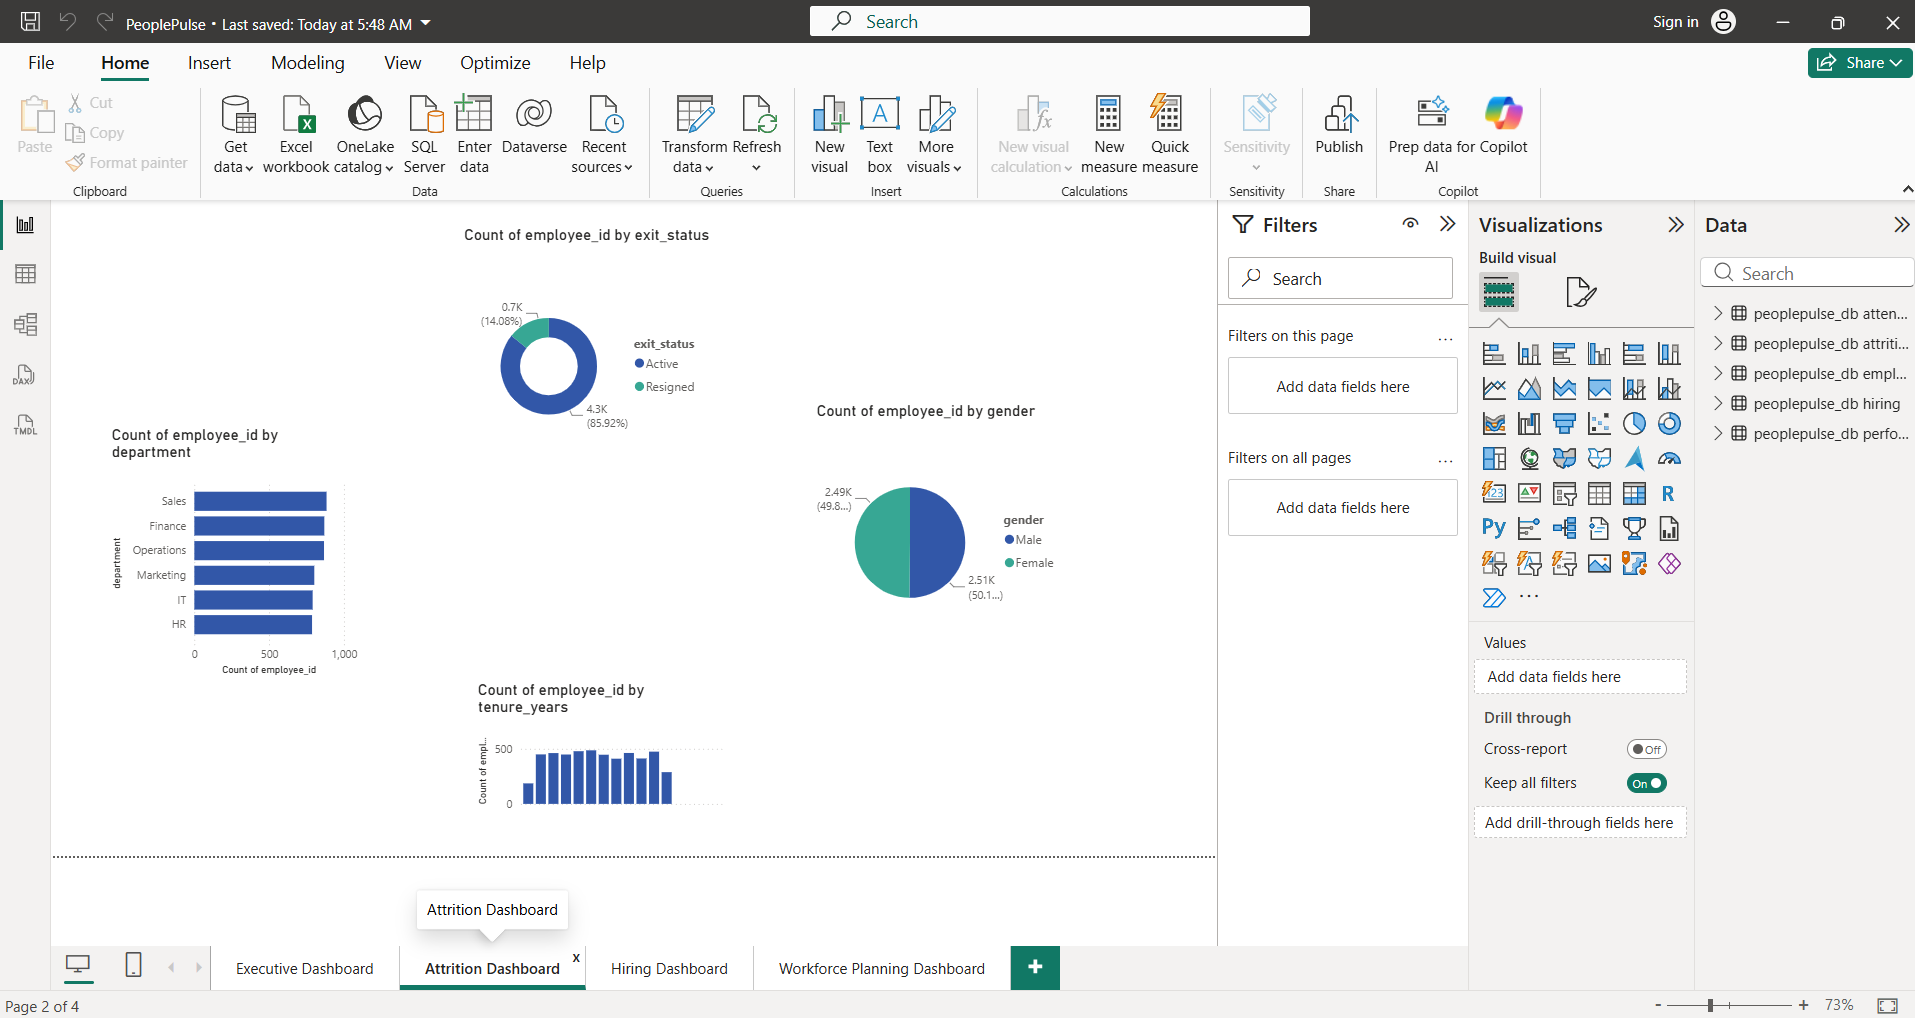 PeoplePulse • Last saved: Today at 5:48 AM
Search
Sign in
File
Home
Insert
Modeling
View
Optimize
Help
Share
Paste
Cut
Copy
Format painter
Clipboard
Get data
Excel workbook
OneLake catalog
SQL Server
Enter data
Dataverse
Recent sources
Data
Transform data
Refresh
Queries
New visual
Text box
More visuals
Insert
New visual calculation
New measure
Quick measure
Calculations
Sensitivity
Sensitivity
Publish
Share
Prep data for AI
Copilot
Copilot
DAX
TMDL
Count of employee_id by exit_status
0.7K
(14.08%)
4.3K
(85.92%)
exit_status
Active
Resigned
Count of employee_id by
department
department
Sales
Finance
Operations
Marketing
IT
HR
0
500
1,000
Count of employee_id
Count of employee_id by gender
2.49K
(49.8...)
2.51K
(50.1...)
gender
Male
Female
Count of employee_id by
tenure_years
Count of empl...
500
0
Filters
Search
Filters on this page
...
Add data fields here
Filters on all pages
...
Add data fields here
Visualizations
Build visual
123
R
Py
...
Values
Add data fields here
Drill through
Cross-report
Off
Keep all filters
On
Add drill-through fields here
Data
Search
peoplepulse_db atten...
peoplepulse_db attriti...
peoplepulse_db empl...
peoplepulse_db hiring
peoplepulse_db perfo...
Attrition Dashboard
Executive Dashboard
Attrition Dashboard
x
Hiring Dashboard
Workforce Planning Dashboard
+
Page 2 of 4
-
+
73%